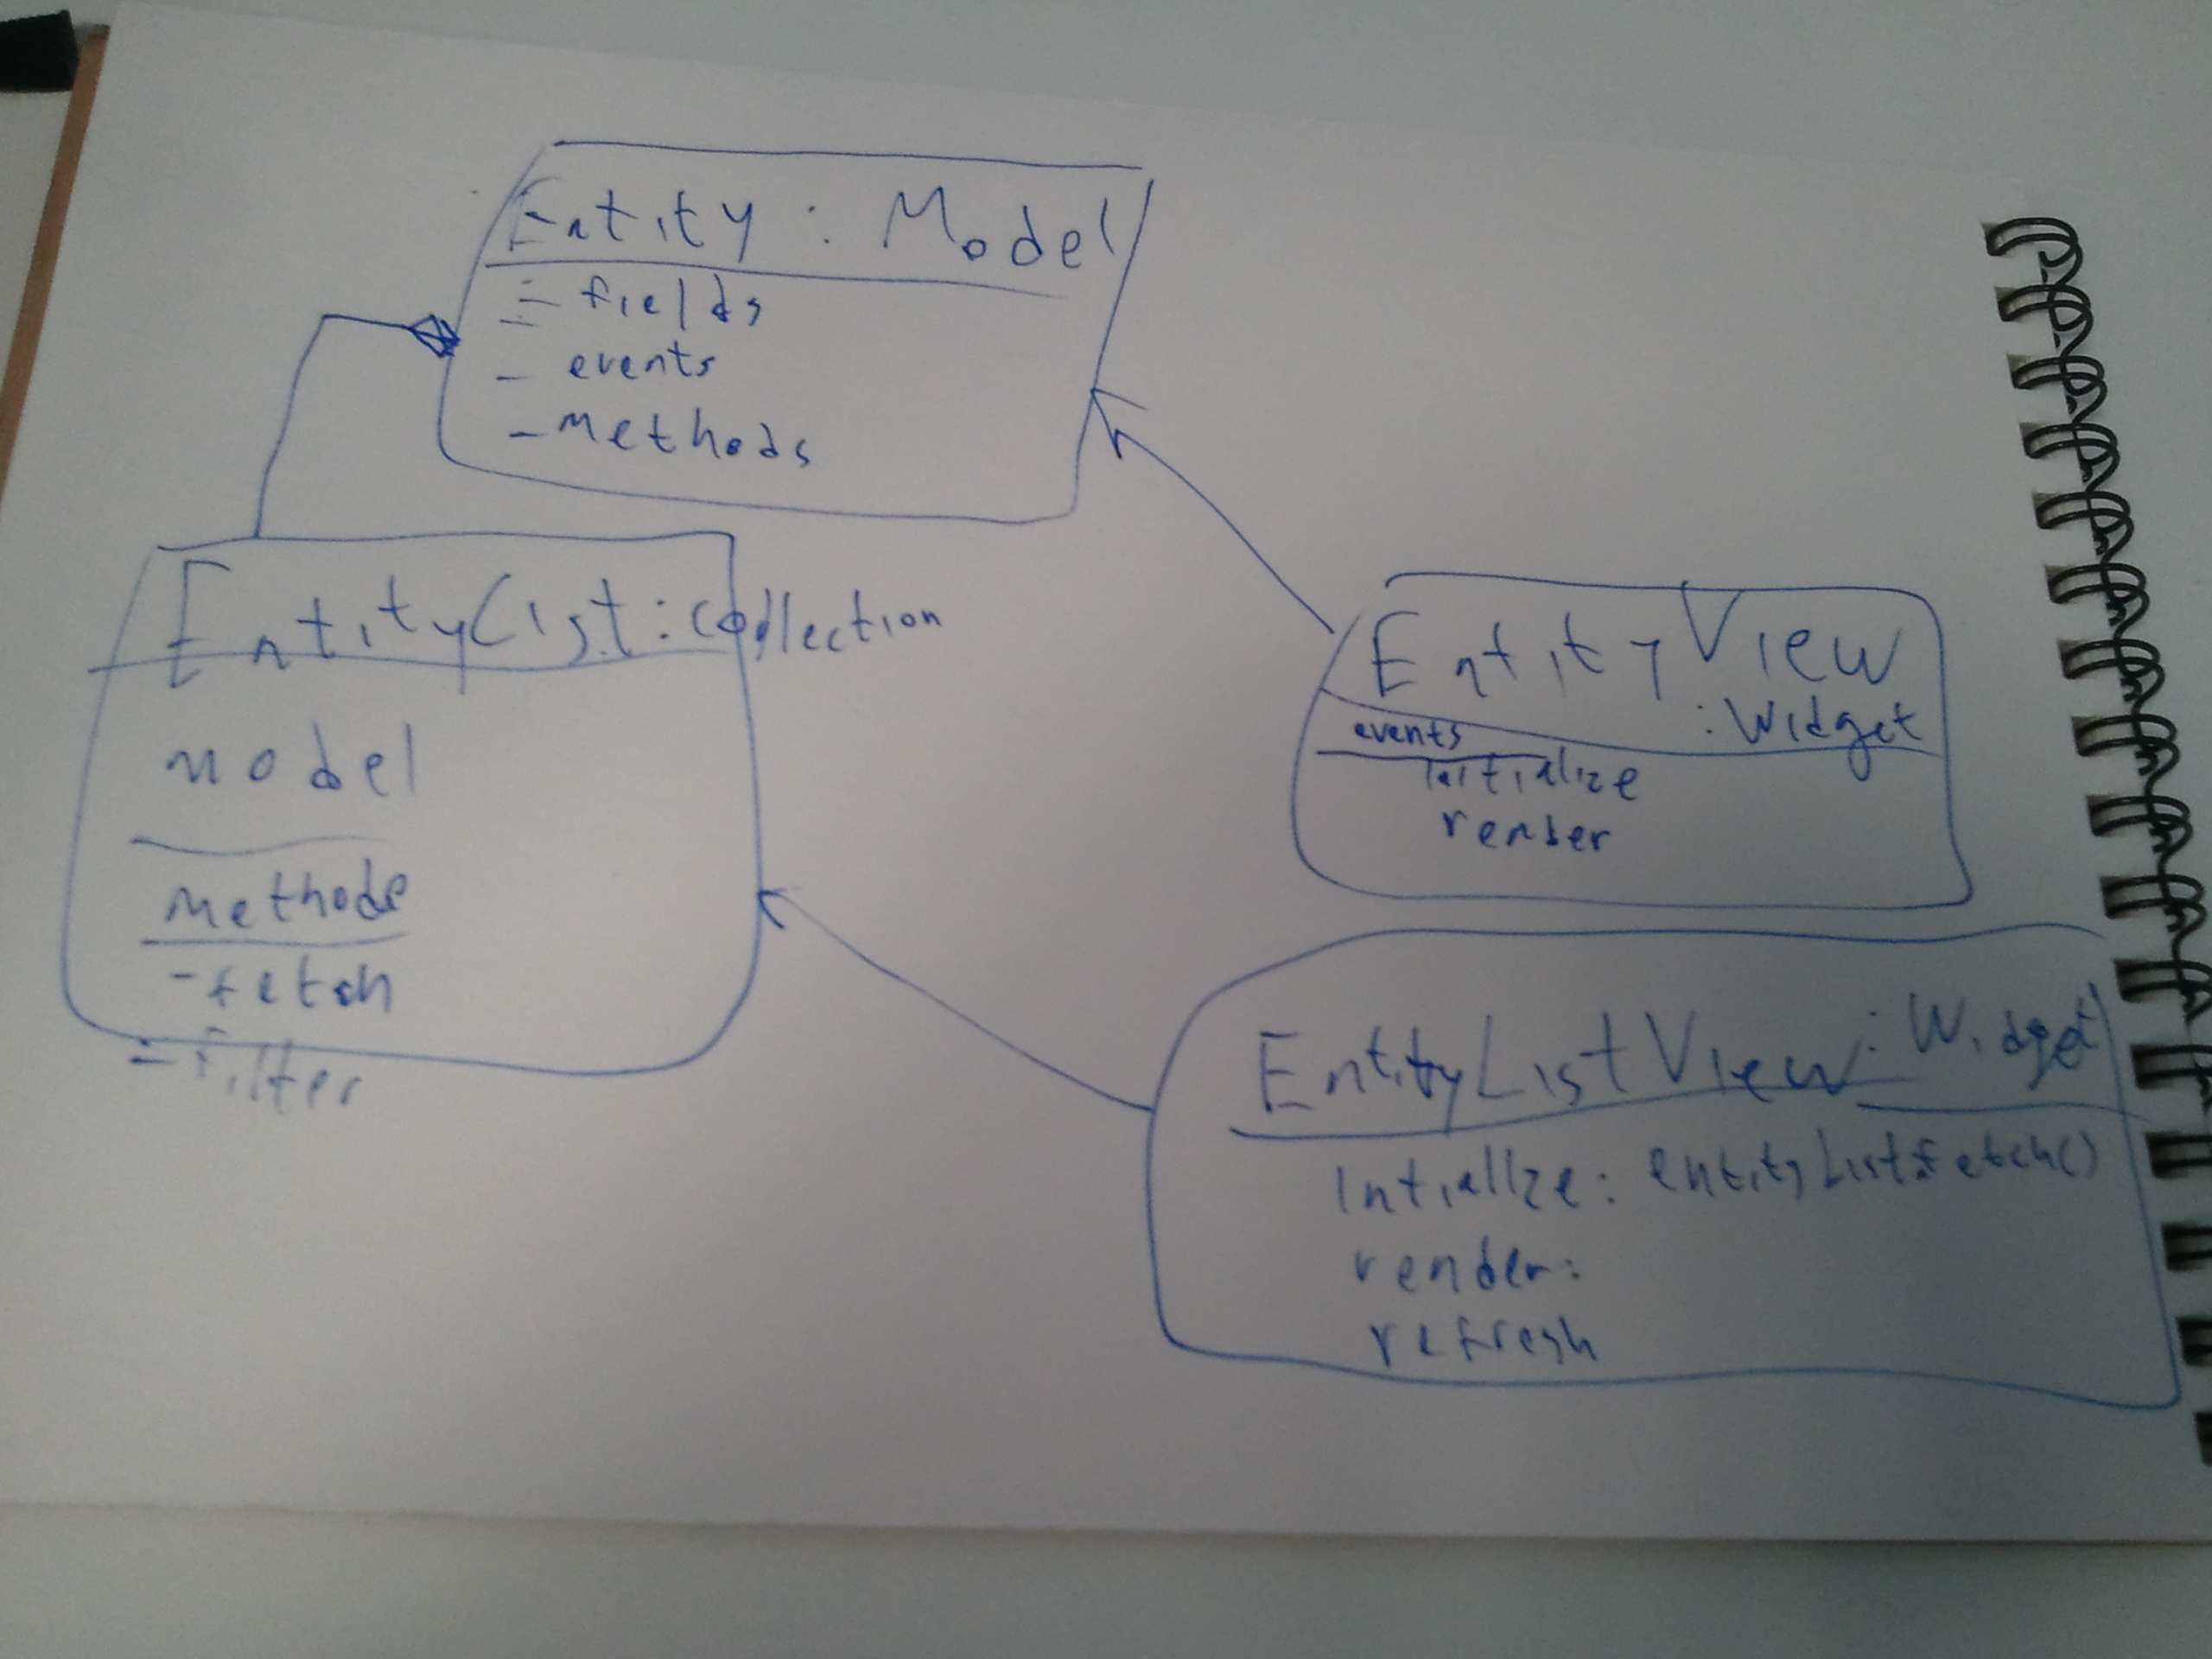 Entity : Model
- fields
- events
- methods
EntityList : collection
model
methode
- fetch
- filter
EntityView
: Widget
events
initialize
render
EntityListView : Widget
Intiallize : entityList.fetch()
render :
refresh